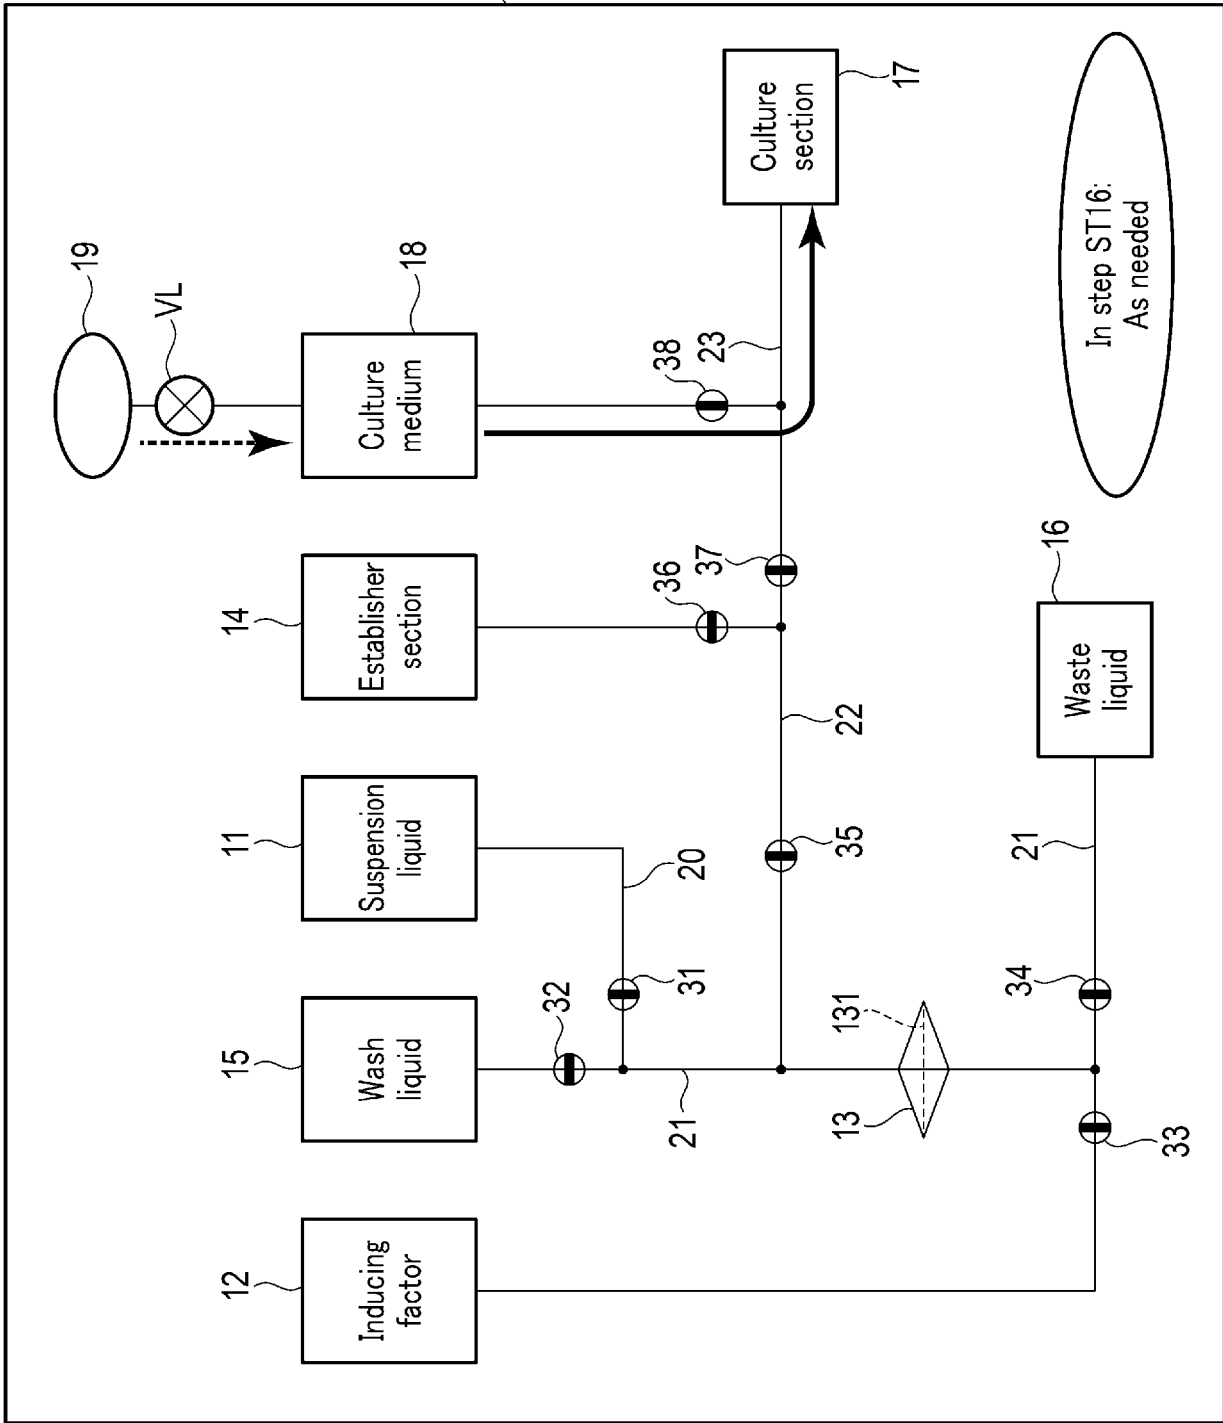 19
VL
12
15
11
14
18
Inducing
factor
Wash
liquid
Suspension
liquid
Establisher
section
Culture
medium
32
36
38
21
31
20
37
23
Culture
section
13
131
35
22
17
34
21
16
Waste
liquid
In step ST16:
As needed
33